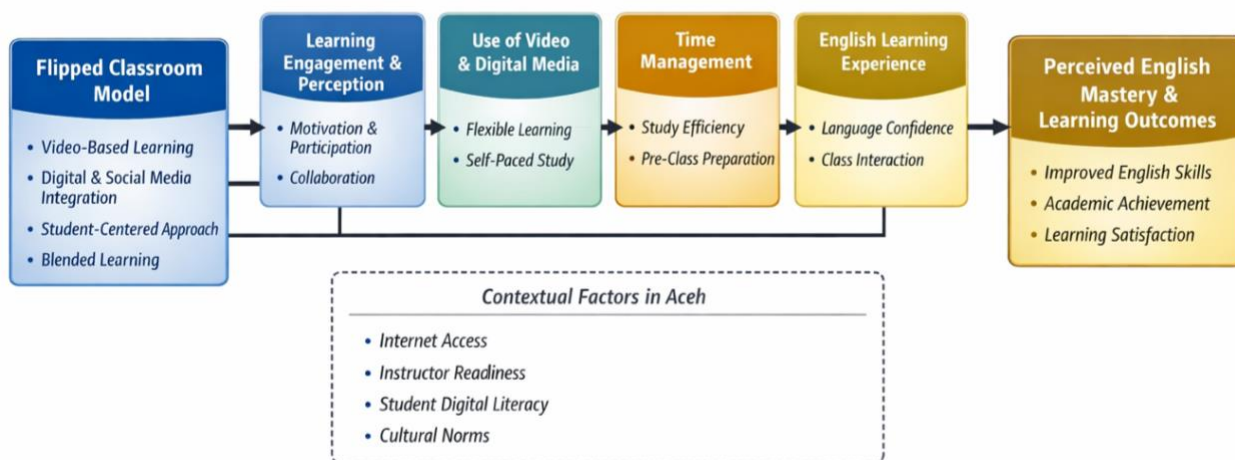 Flipped Classroom
Model
• Video-Based Learning
• Digital & Social Media
Integration
• Student-Centered Approach
• Blended Learning
Learning
Engagement &
Perception
• Motivation &
Participation
• Collaboration
Use of Video
& Digital Media
• Flexible Learning
• Self-Paced Study
Time
Management
• Study Efficiency
• Pre-Class Preparation
English Learning
Experience
• Language Confidence
• Class Interaction
Perceived English
Mastery &
Learning Outcomes
• Improved English Skills
• Academic Achievement
• Learning Satisfaction
Contextual Factors in Aceh
• Internet Access
• Instructor Readiness
• Student Digital Literacy
• Cultural Norms